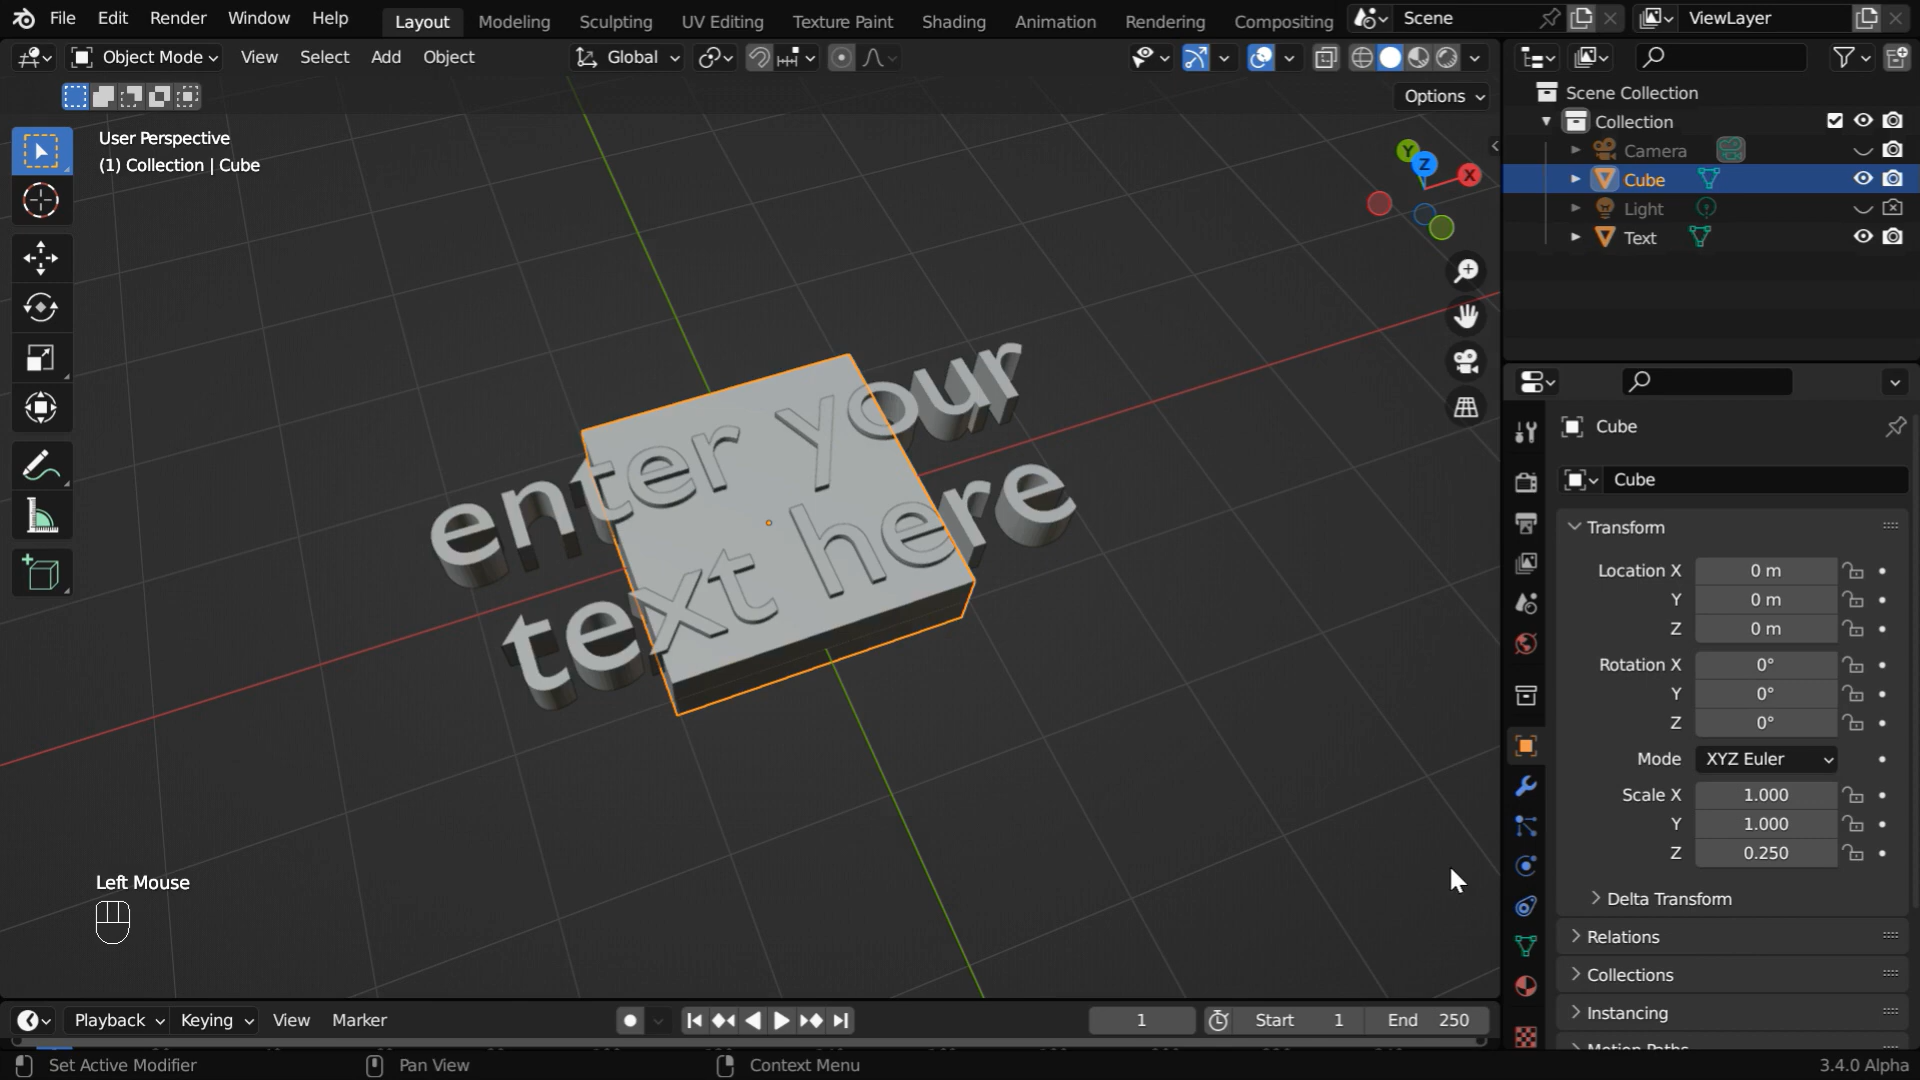 File Edit Render Window Help Layout Modeling Sculpting UV Editing Texture Paint Shading Animation Rendering Compositing Scene ViewLayer
Object Mode View Select Add Object Global
Options
User Perspective
(1) Collection | Cube
Y
Z
X
enter your
text here
Left Mouse
Scene Collection
Collection
Camera
Cube
Light
Text
Cube
Cube
Transform
Location X 0 m
Y 0 m
Z 0 m
Rotation X 0°
Y 0°
Z 0°
Mode XYZ Euler
Scale X 1.000
Y 1.000
Z 0.250
Delta Transform
Relations
Collections
Instancing
Motion Paths
Playback Keying View Marker 1 Start 1 End 250
Set Active Modifier Pan View Context Menu 3.4.0 Alpha